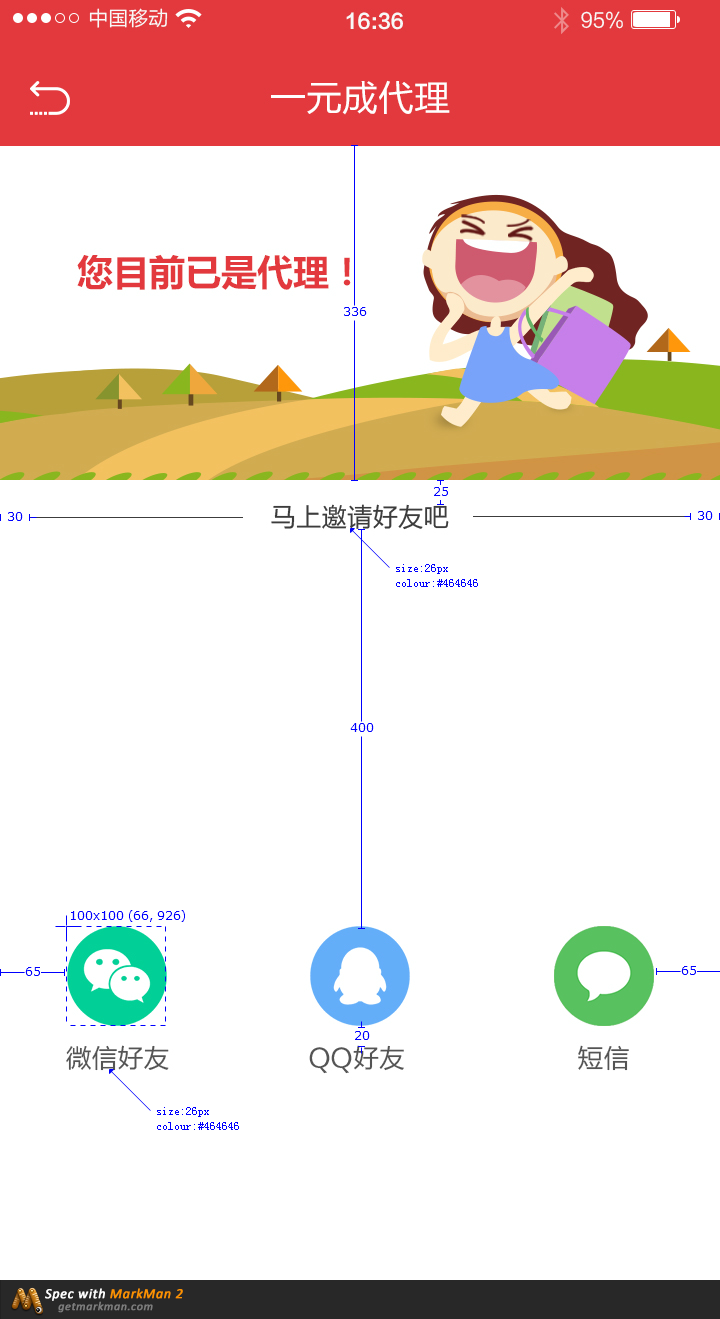 中国移动 16:36 95%
一元成代理
您目前已是代理！
336
25
30 马上邀请好友吧 30
size:26px
colour:#464646
400
100x100 (66, 926)
65 65
20
微信好友 QQ好友 短信
size:26px
colour:#464646
Spec with MarkMan 2
getmarkman.com